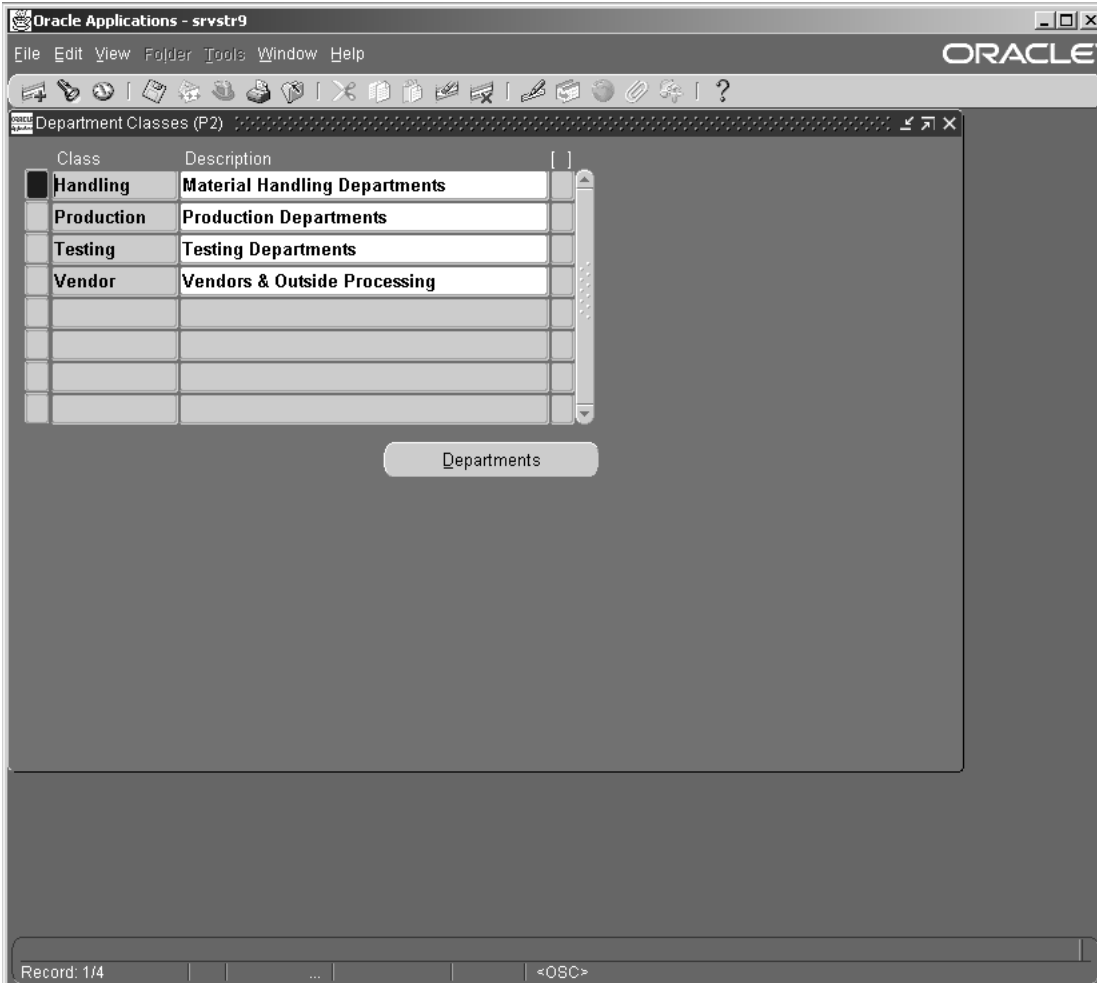 Oracle Applications - srvstr9
File Edit View Folder Tools Window Help
ORACLE
?
Department Classes (P2)
Class Description [ ]
Handling Material Handling Departments
Production Production Departments
Testing Testing Departments
Vendor Vendors & Outside Processing
Departments
Record: 1/4 ... <OSC>